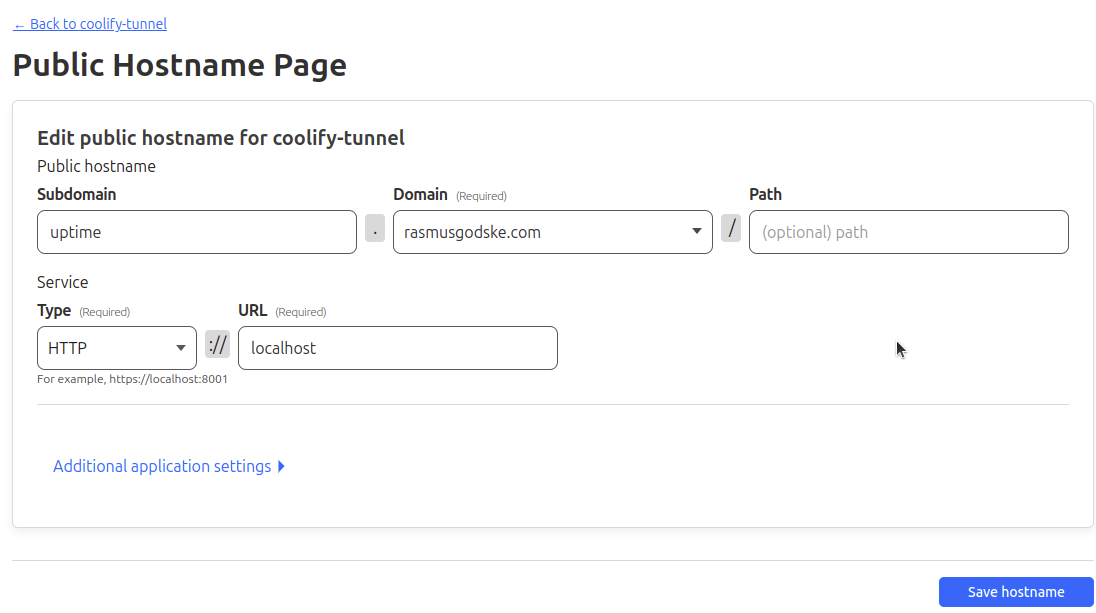 ← Back to coolify-tunnel
Public Hostname Page
Edit public hostname for coolify-tunnel
Public hostname
Subdomain Domain (Required) Path
uptime . rasmusgodske.com / (optional) path
Service
Type (Required) URL (Required)
HTTP :// localhost
For example, https://localhost:8001
Additional application settings
Save hostname